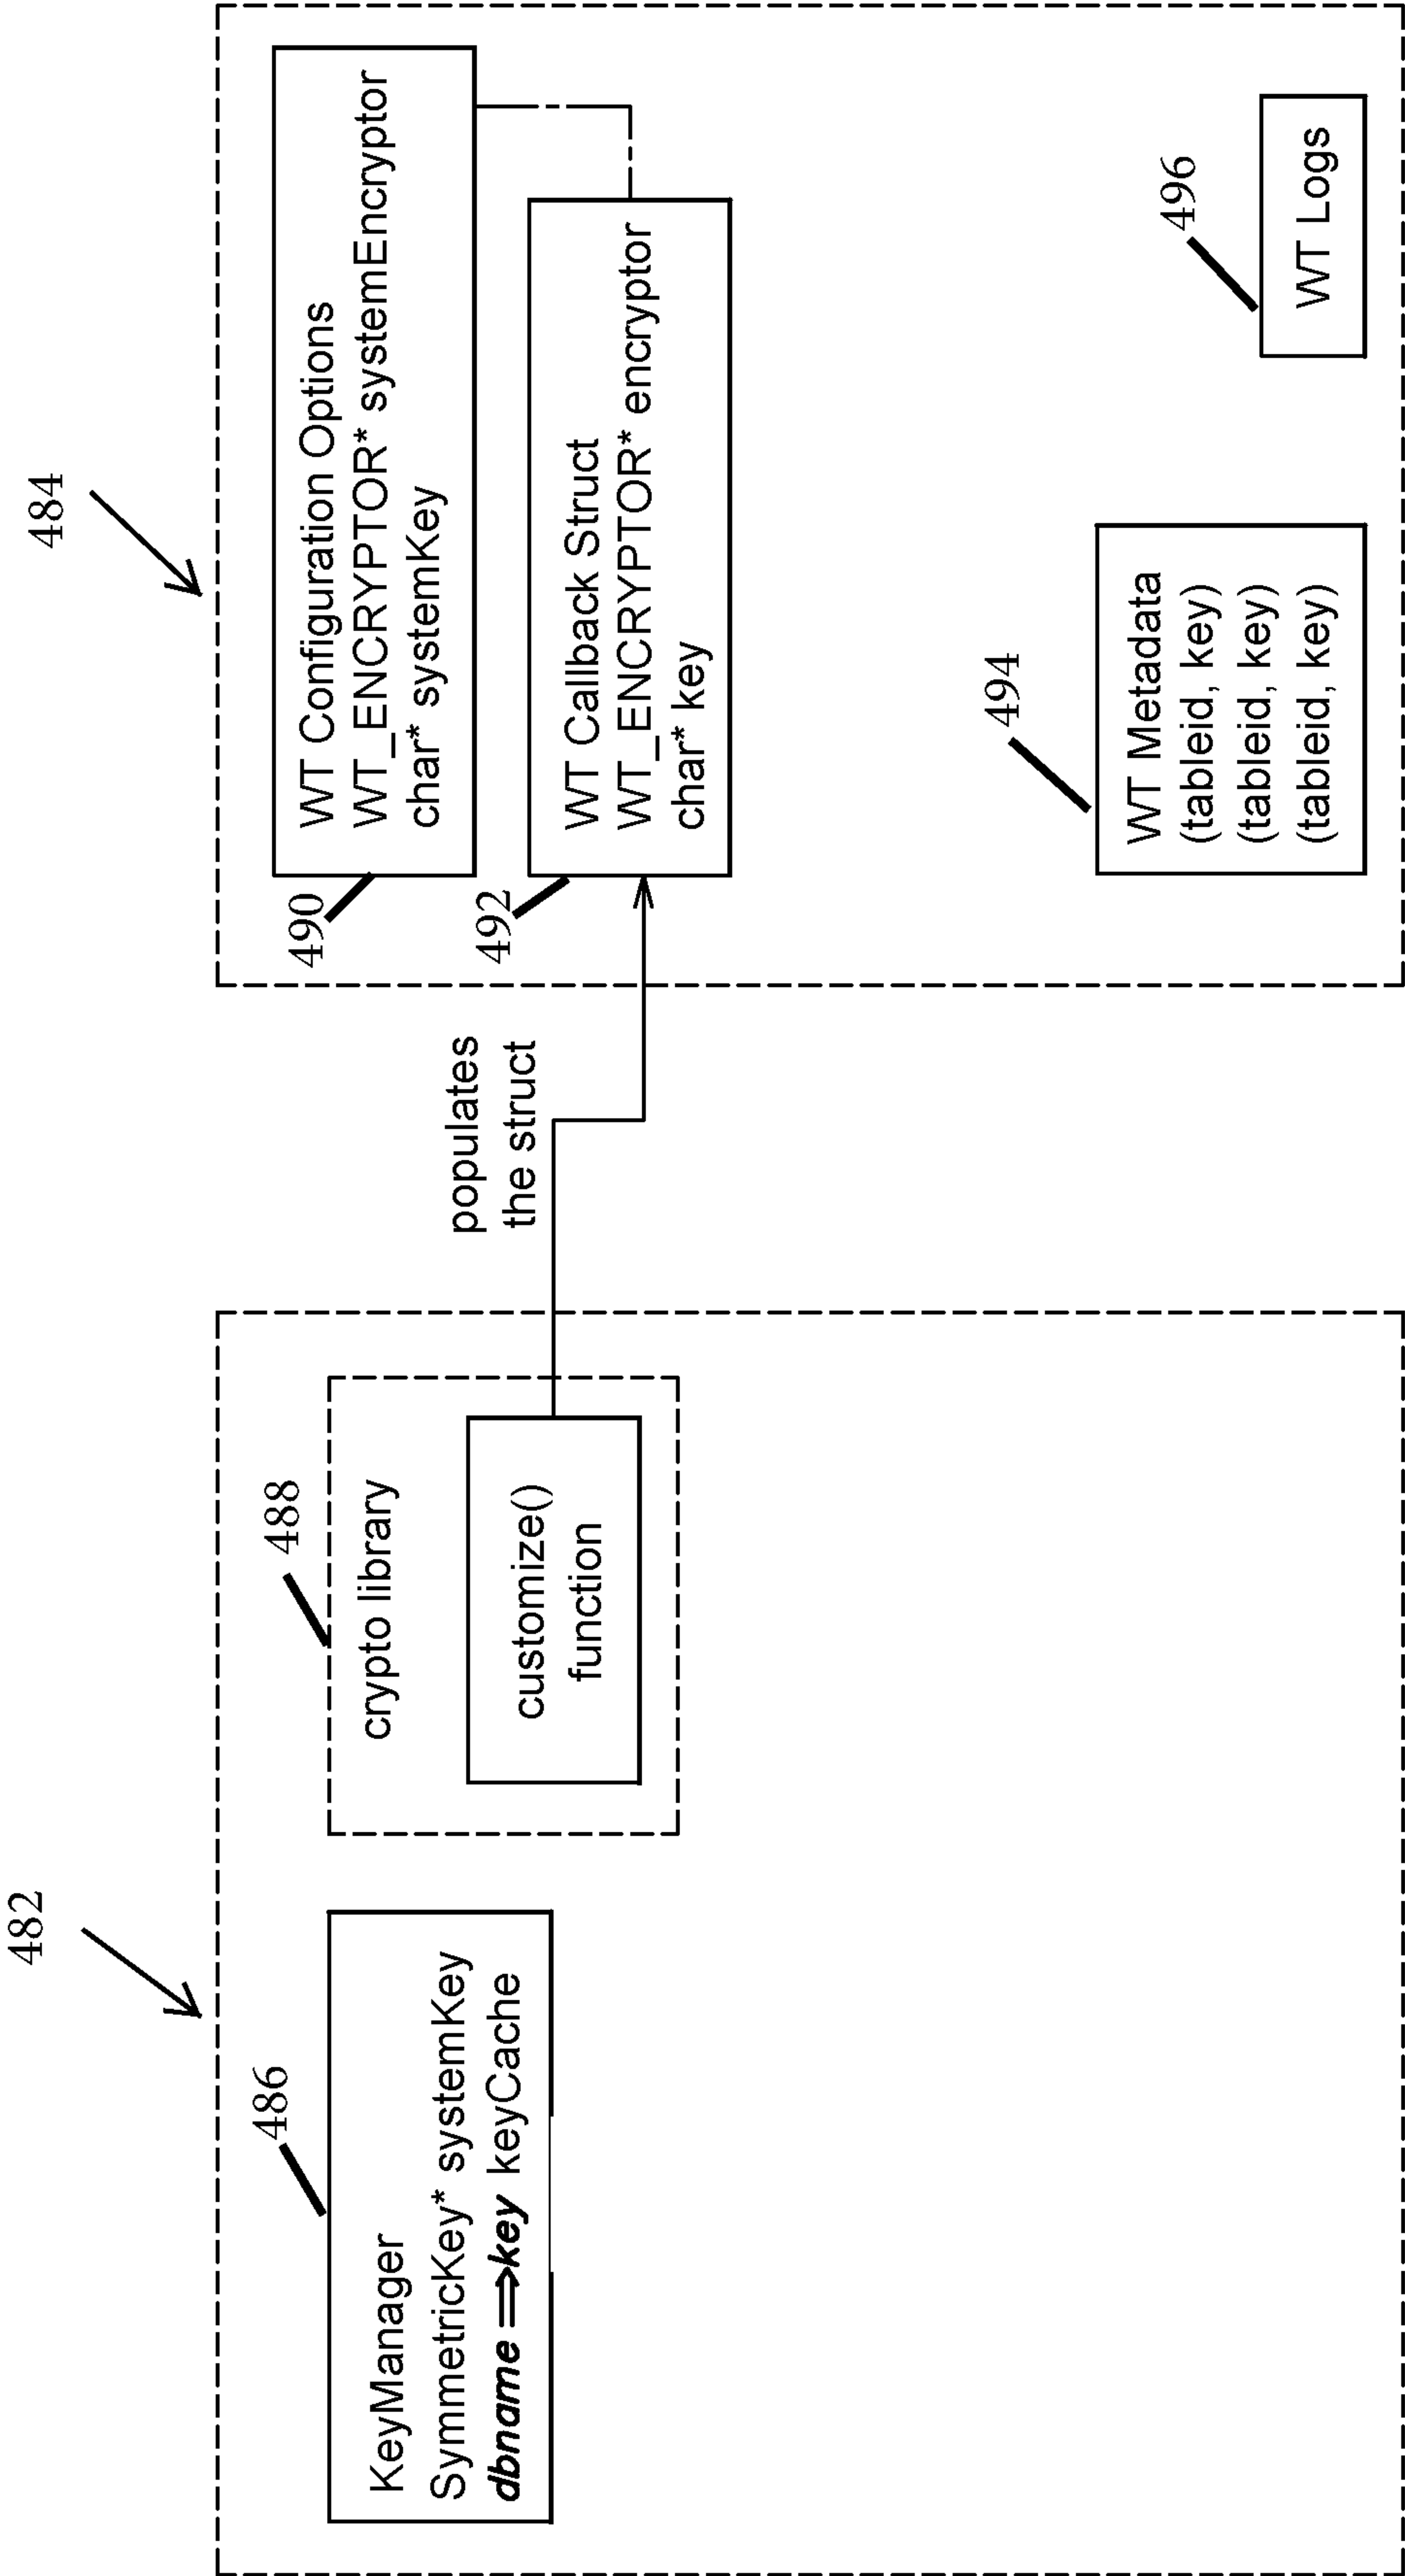 482
486
KeyManager
SymmetricKey* systemKey
dbname ⇒key keyCache
488
crypto library
customize()
function
populates
the struct
484
490
WT Configuration Options
WT_ENCRYPTOR* systemEncryptor
char* systemKey
492
WT Callback Struct
WT_ENCRYPTOR* encryptor
char* key
494
WT Metadata
(tableid, key)
(tableid, key)
(tableid, key)
496
WT Logs